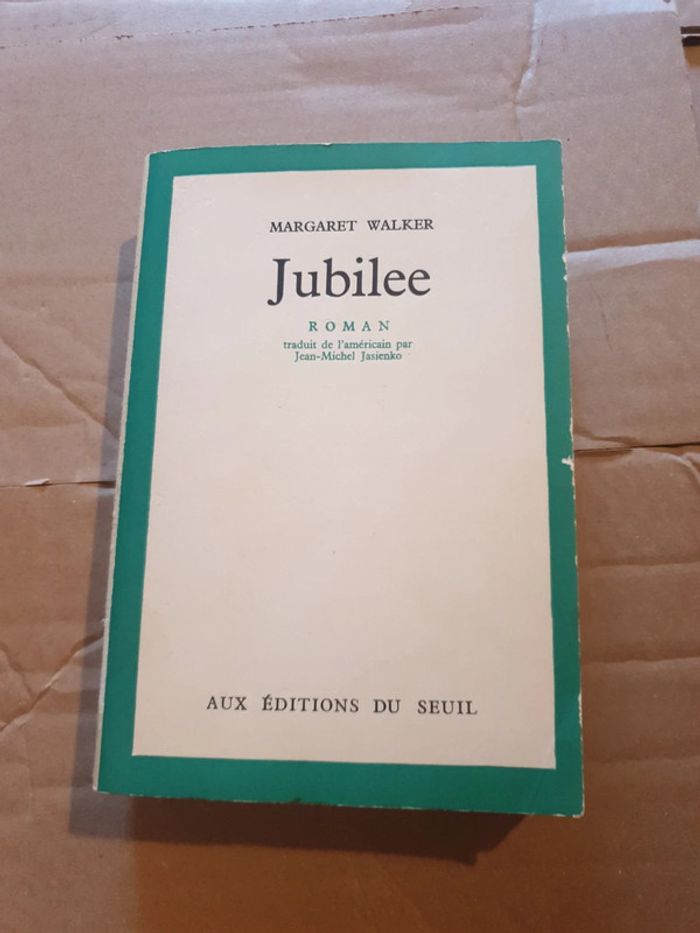 MARGARET WALKER
Jubilee
ROMAN
traduit de l'américain par
Jean-Michel Jasienko
AUX ÉDITIONS DU SEUIL